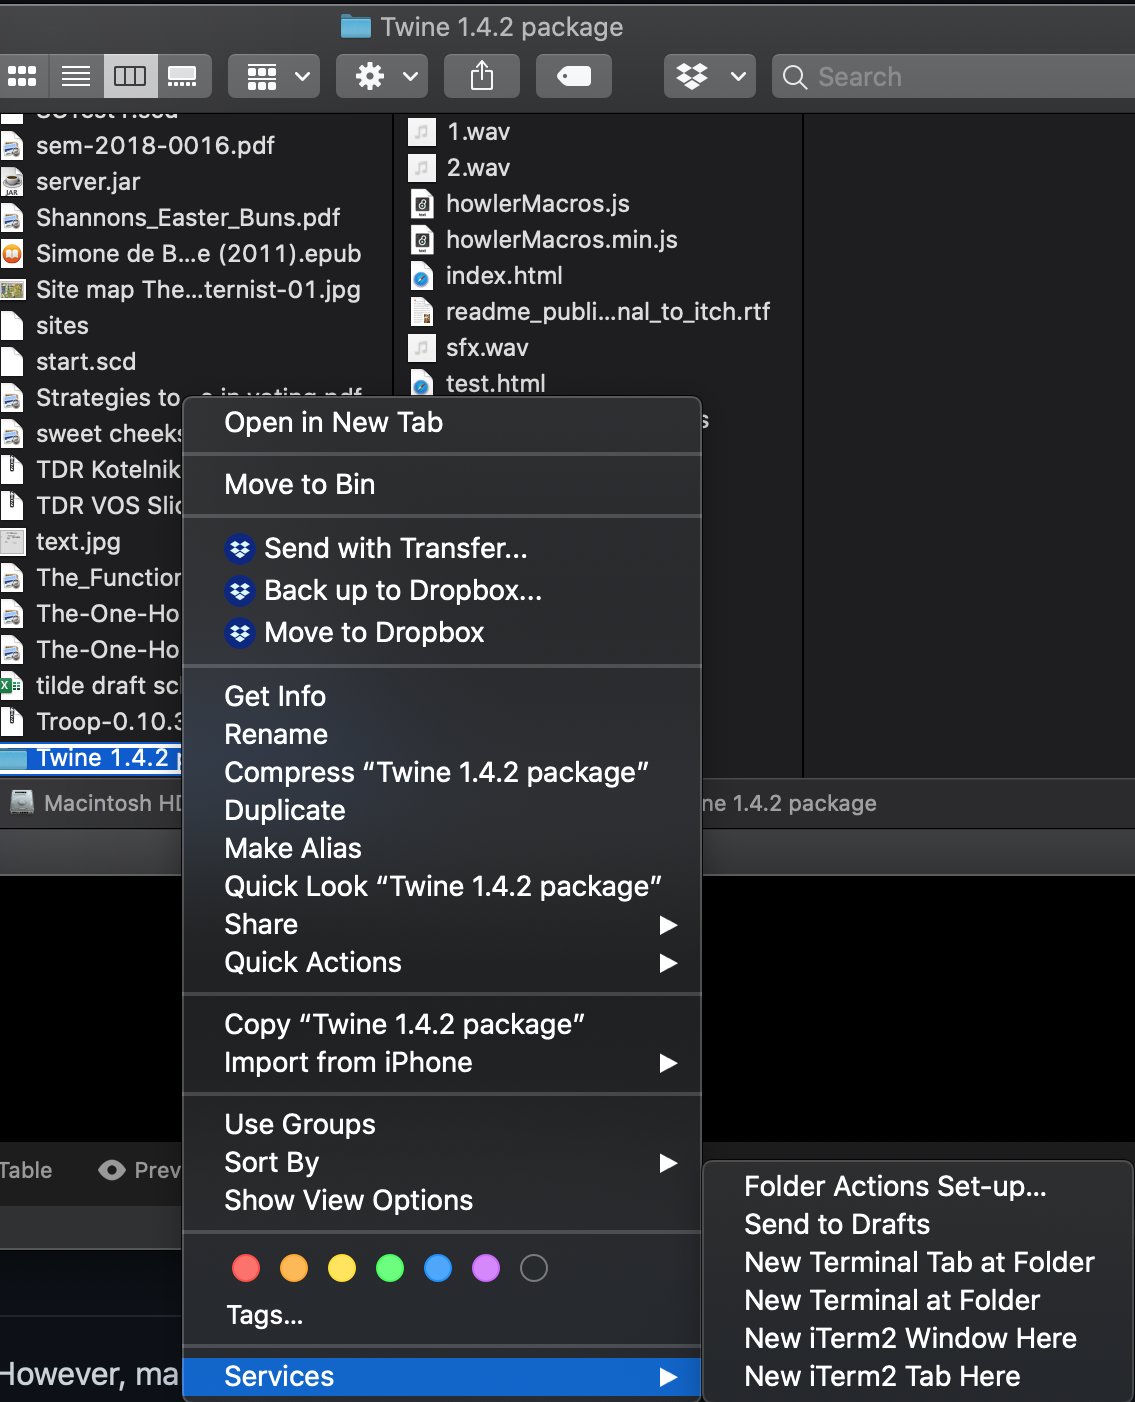 Twine 1.4.2 package
Search
sem-2018-0016.pdf
server.jar
Shannons_Easter_Buns.pdf
Simone de B...e (2011).epub
Site map The...ternist-01.jpg
sites
start.scd
Strategies to
sweet cheeks
TDR Kotelnik
TDR VOS Slic
text.jpg
The_Function
The-One-Ho
The-One-Ho
tilde draft sc
Troop-0.10.3
Twine 1.4.2
1.wav
2.wav
howlerMacros.js
howlerMacros.min.js
index.html
readme_publi...nal_to_itch.rtf
sfx.wav
test.html
Macintosh HD
ne 1.4.2 package
Open in New Tab
Move to Bin
Send with Transfer...
Back up to Dropbox...
Move to Dropbox
Get Info
Rename
Compress “Twine 1.4.2 package”
Duplicate
Make Alias
Quick Look “Twine 1.4.2 package”
Share
Quick Actions
Copy “Twine 1.4.2 package”
Import from iPhone
Use Groups
Sort By
Show View Options
Tags...
Services
Folder Actions Set-up...
Send to Drafts
New Terminal Tab at Folder
New Terminal at Folder
New iTerm2 Window Here
New iTerm2 Tab Here
Table
Prev
However, ma